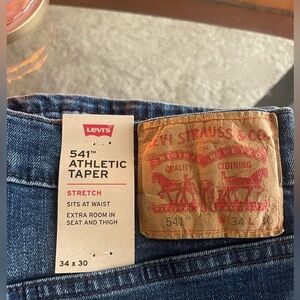 Levi's
541™
ATHLETIC
TAPER
STRETCH
SITS AT WAIST
EXTRA ROOM IN
SEAT AND THIGH
34 x 30
LEVI STRAUSS & CO.
ORIGINAL RIVETED
QUALITY CLOTHING
541 34 30